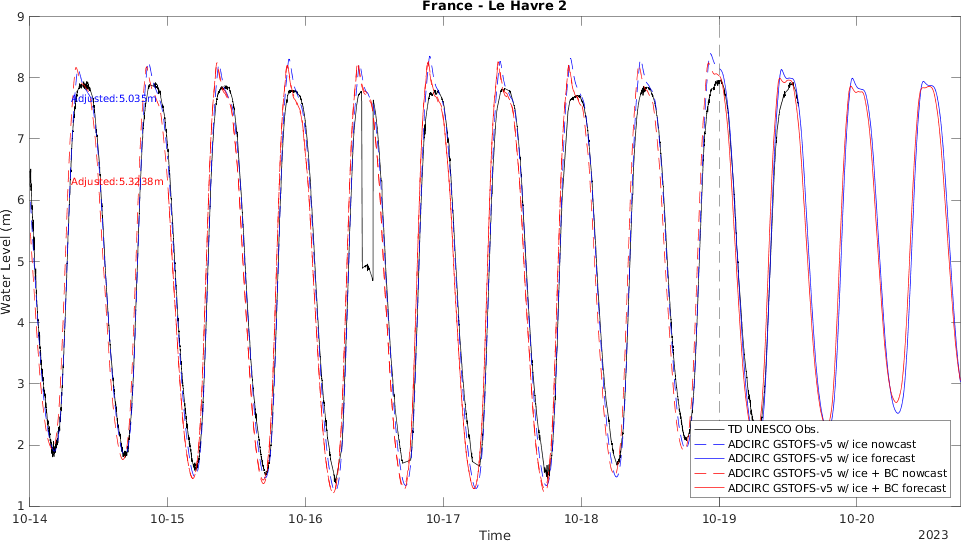 France - Le Havre 2
9
8
7
6
5
4
3
2
1
Water Level (m)
Adjusted:5.035m
Adjusted:5.3238m
TD UNESCO Obs.
ADCIRC GSTOFS-v5 w/ ice nowcast
ADCIRC GSTOFS-v5 w/ ice forecast
ADCIRC GSTOFS-v5 w/ ice + BC nowcast
ADCIRC GSTOFS-v5 w/ ice + BC forecast
10-14 10-15 10-16 10-17 10-18 10-19 10-20
Time
2023